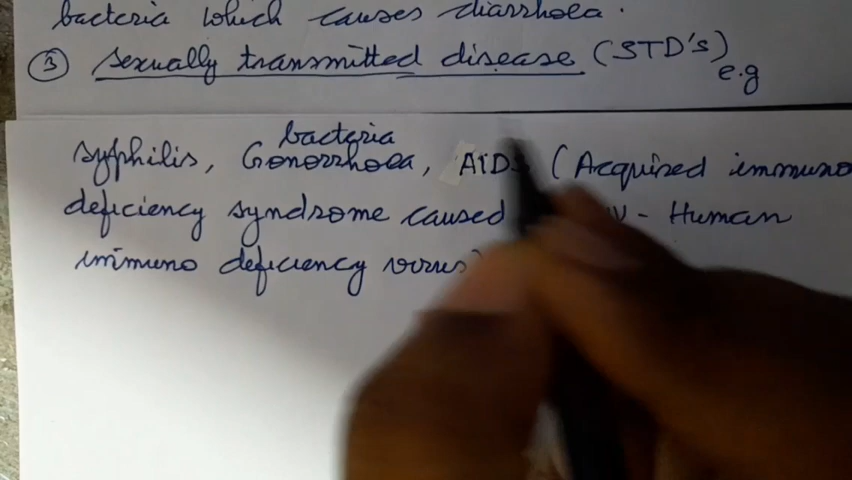 bacteria which causes diarrhoea.
③ sexually transmitted disease (STD's)
e.g
bacteria
syphilis, Gonorrhoea, AIDS (Acquired immuno
deficiency syndrome caused - Human
immuno deficiency virus)